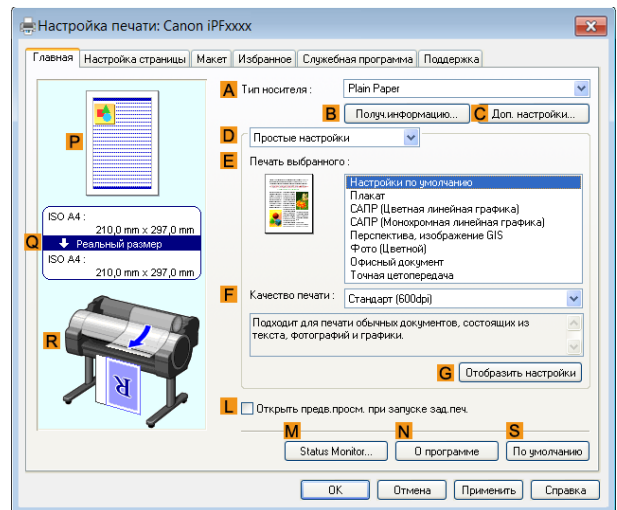 Настройка печати: Canon iPFxxxx
Главная Настройка страницы Макет Избранное Служебная программа Поддержка
A Тип носителя : Plain Paper
B Получ.информацию... C Доп. настройки...
P
D Простые настройки
E Печать выбранного :
Настройки по умолчанию
Плакат
САПР (Цветная линейная графика)
САПР (Монохромная линейная графика)
Перспектива, изображение GIS
Фото (Цветной)
Офисный документ
Точная цетопередача
ISO A4 :
210,0 mm x 297,0 mm
Q Реальный размер
ISO A4 :
210,0 mm x 297,0 mm
F Качество печати : Стандарт (600dpi)
Подходит для печати обычных документов, состоящих из
текста, фотографий и графики.
R
R
G Отобразить настройки
L Открыть предв.просм. при запуске зад.печ.
M N S
Status Monitor... О программе По умолчанию
OK Отмена Применить Справка